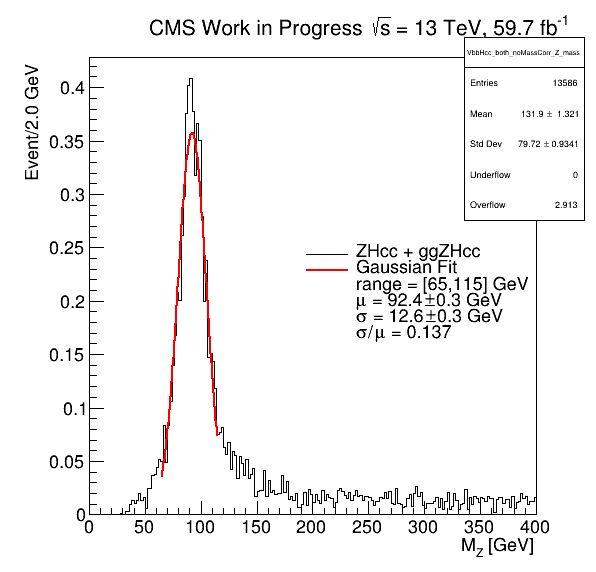 CMS Work in Progress √s = 13 TeV, 59.7 fb⁻¹
VbbHcc_both_noMassCorr_Z_mass
Entries 13586
Mean 131.9 ± 1.321
Std Dev 79.72 ± 0.9341
Underflow 0
Overflow 2.913
Event/2.0 GeV
0.4
0.35
0.3
0.25
0.2
0.15
0.1
0.05
0
ZHcc + ggZHcc
Gaussian Fit
range = [65,115] GeV
μ = 92.4±0.3 GeV
σ = 12.6±0.3 GeV
σ/μ = 0.137
0 50 100 150 200 250 300 350 400
M_Z [GeV]